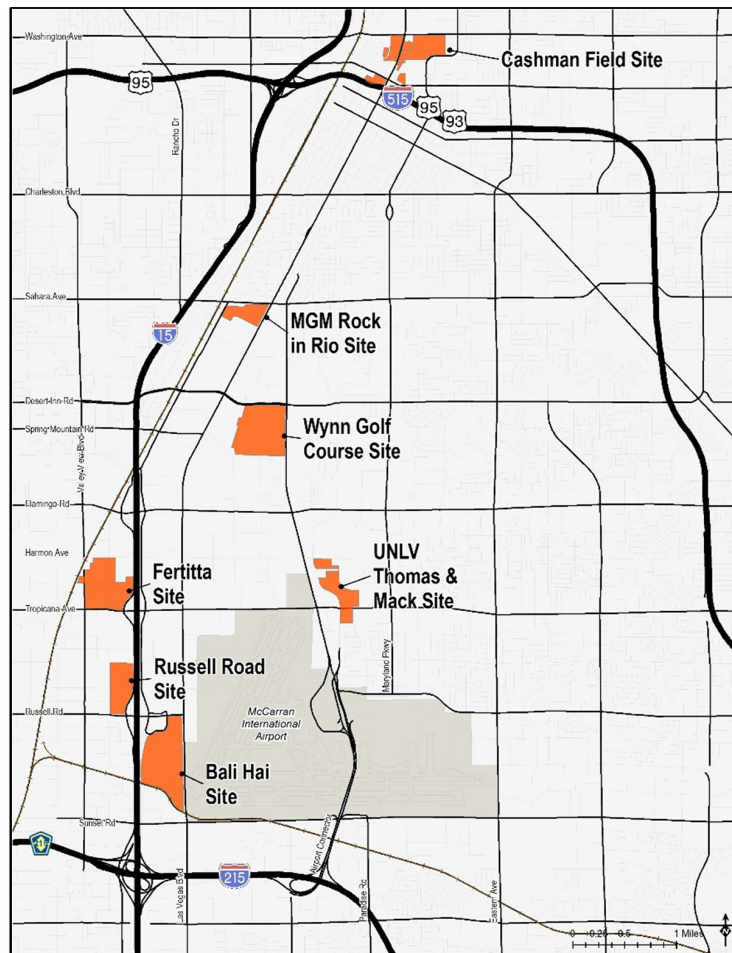 Washington Ave
Cashman Field Site
95
515
95
93
Rancho Dr
Charleston Blvd
Sahara Ave
MGM Rock
in Rio Site
15
Desert Inn Rd
Spring Mountain Rd
Wynn Golf
Course Site
Valley View Blvd
Flamingo Rd
Harmon Ave
Fertitta
Site
UNLV
Thomas &
Mack Site
Tropicana Ave
Maryland Pkwy
Russell Road
Site
Russell Rd
McCarran
International
Airport
Bali Hai
Site
Sunset Rd
Airport Connector
215
Las Vegas Blvd
Paradise Rd
Eastern Ave
0 0.25 0.5 1 Miles